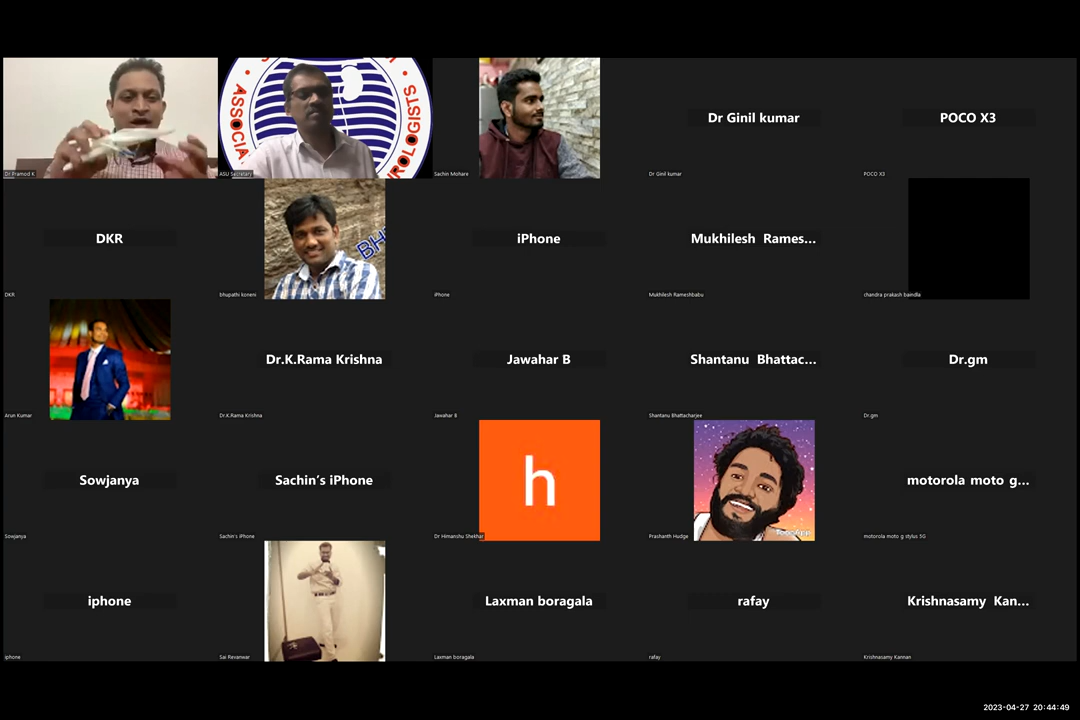 ASSOCIA
ROLOGISTS
Dr Pramod K
ASU Secretary
Sachin Mohare
Dr Ginil kumar
Dr Ginil kumar
POCO X3
POCO X3
DKR
DKR
BH
bhupathi koneni
iPhone
iPhone
Mukhilesh Rames...
Mukhilesh Rameshbabu
chandra prakash baindla
Arun Kumar
Dr.K.Rama Krishna
Dr.K.Rama Krishna
Jawahar B
Jawahar B
Shantanu Bhattac...
Shantanu Bhattacharjee
Dr.gm
Dr.gm
Sowjanya
Sowjanya
Sachin's iPhone
Sachin's iPhone
h
Dr Himanshu Shekhar
ToonApp
Prashanth Hudge
motorola moto g...
motorola moto g stylus 5G
iphone
iphone
Sai Revanwar
Laxman boragala
Laxman boragala
rafay
rafay
Krishnasamy Kan...
Krishnasamy Kannan
2023-04-27 20:44:49